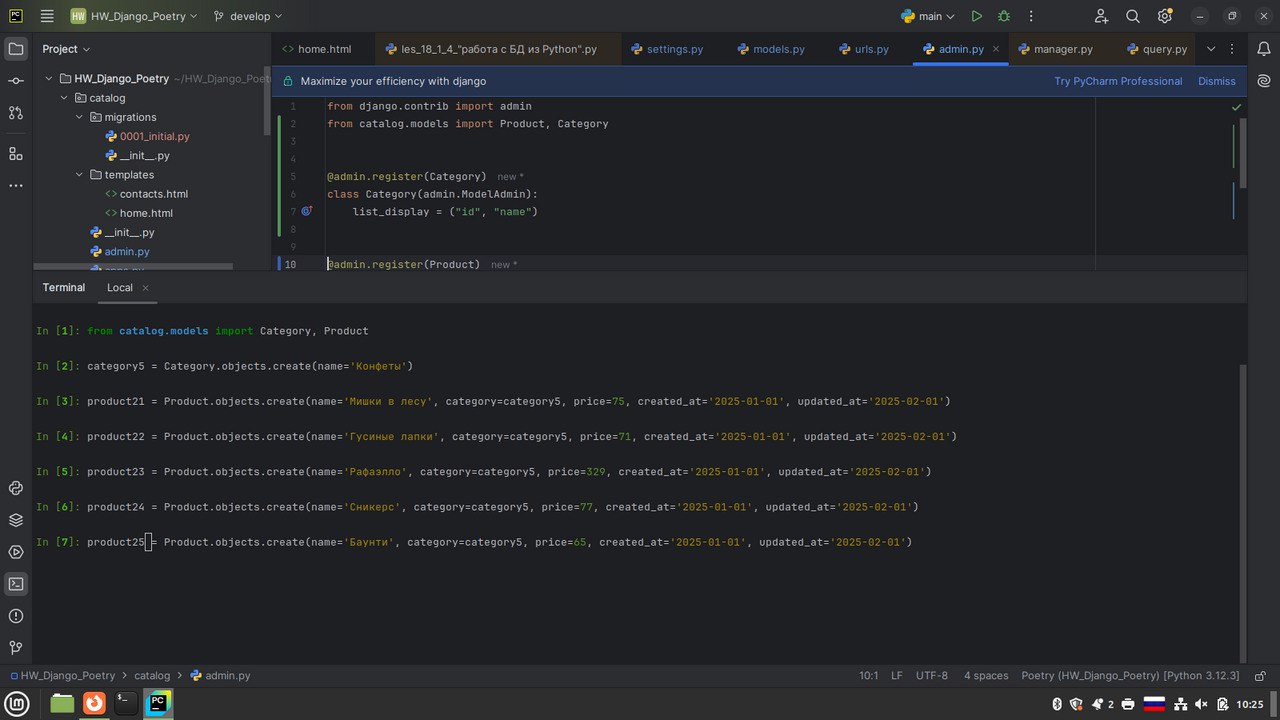 HW HW_Django_Poetry develop main
Project
home.html les_18_1_4_"работа с БД из Python".py settings.py models.py urls.py admin.py manager.py query.py
HW_Django_Poetry ~/HW_Django_Poet
Maximize your efficiency with django Try PyCharm Professional Dismiss
catalog
migrations
0001_initial.py
__init__.py
templates
contacts.html
home.html
__init__.py
admin.py
1 from django.contrib import admin
2 from catalog.models import Product, Category
3
4
5 @admin.register(Category) new *
6 class Category(admin.ModelAdmin):
7 list_display = ("id", "name")
8
9
10 @admin.register(Product) new *
Terminal Local
In [1]: from catalog.models import Category, Product
In [2]: category5 = Category.objects.create(name='Конфеты')
In [3]: product21 = Product.objects.create(name='Мишки в лесу', category=category5, price=75, created_at='2025-01-01', updated_at='2025-02-01')
In [4]: product22 = Product.objects.create(name='Гусиные лапки', category=category5, price=71, created_at='2025-01-01', updated_at='2025-02-01')
In [5]: product23 = Product.objects.create(name='Рафаэлло', category=category5, price=329, created_at='2025-01-01', updated_at='2025-02-01')
In [6]: product24 = Product.objects.create(name='Сникерс', category=category5, price=77, created_at='2025-01-01', updated_at='2025-02-01')
In [7]: product25 = Product.objects.create(name='Баунти', category=category5, price=65, created_at='2025-01-01', updated_at='2025-02-01')
HW_Django_Poetry catalog admin.py 10:1 LF UTF-8 4 spaces Poetry (HW_Django_Poetry) [Python 3.12.3]
2 10:25